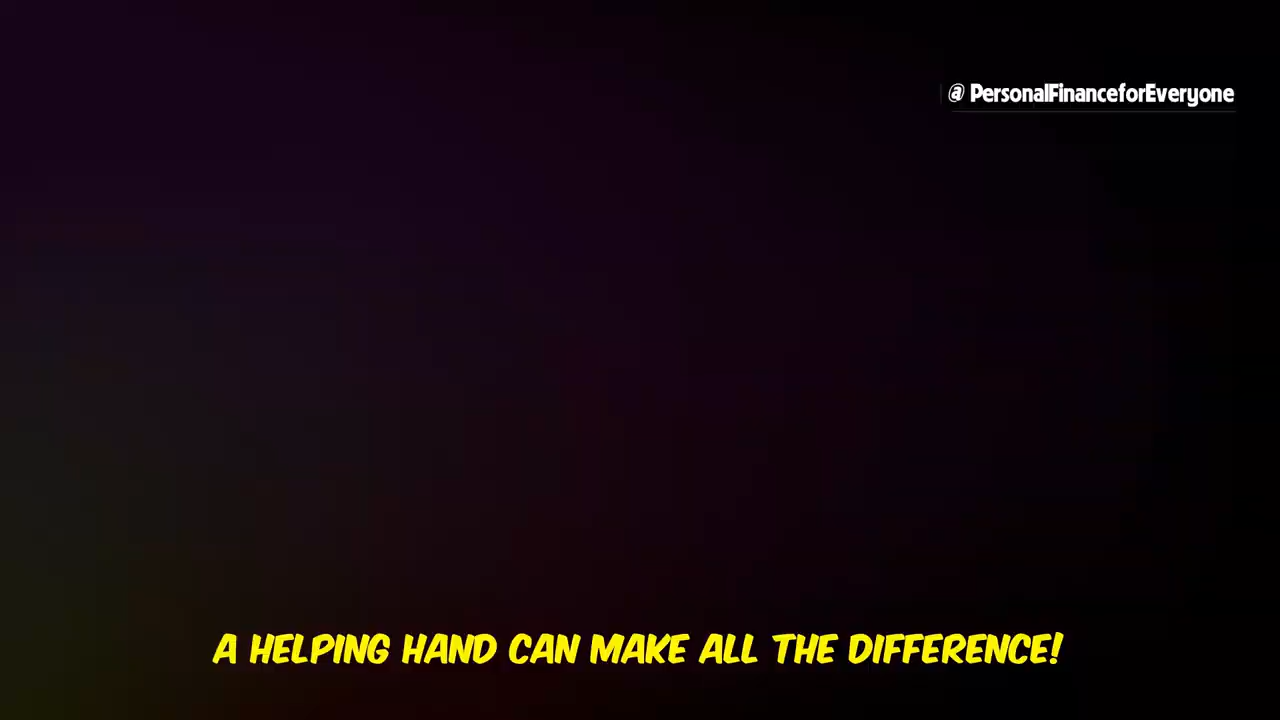 @ PersonalFinanceforEveryone
A HELPING HAND CAN MAKE ALL THE DIFFERENCE!